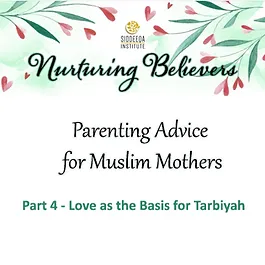 SIDDEEQA
INSTITUTE
Nurturing Believers
Parenting Advice
for Muslim Mothers
Part 4 - Love as the Basis for Tarbiyah